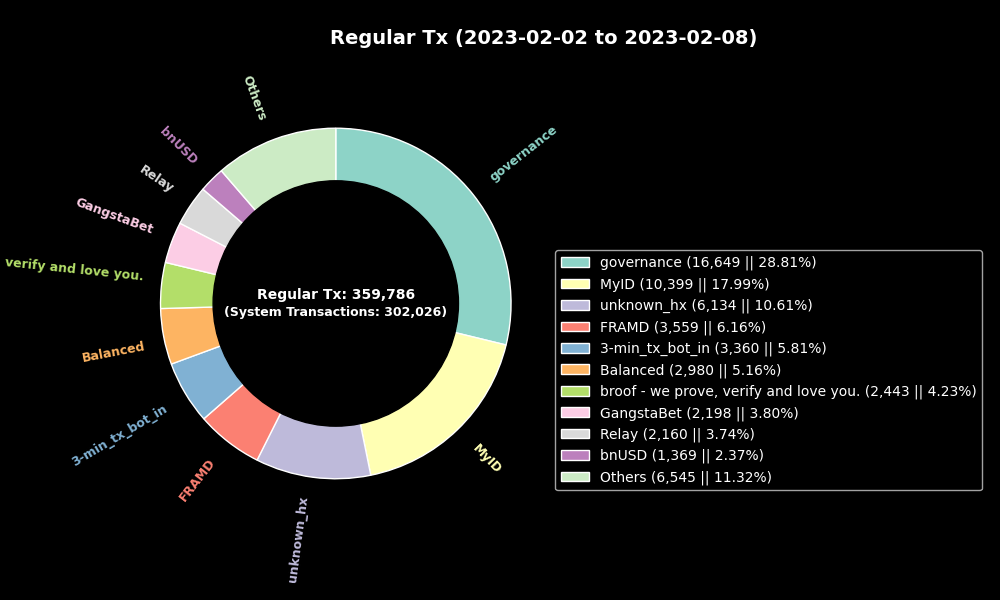 Regular Tx (2023-02-02 to 2023-02-08)
Others
governance
bnUSD
Relay
GangstaBet
verify and love you.
Balanced
3-min_tx_bot_in
FRAMD
unknown_hx
MyID
Regular Tx: 359,786
(System Transactions: 302,026)
governance (16,649 || 28.81%)
MyID (10,399 || 17.99%)
unknown_hx (6,134 || 10.61%)
FRAMD (3,559 || 6.16%)
3-min_tx_bot_in (3,360 || 5.81%)
Balanced (2,980 || 5.16%)
broof - we prove, verify and love you. (2,443 || 4.23%)
GangstaBet (2,198 || 3.80%)
Relay (2,160 || 3.74%)
bnUSD (1,369 || 2.37%)
Others (6,545 || 11.32%)